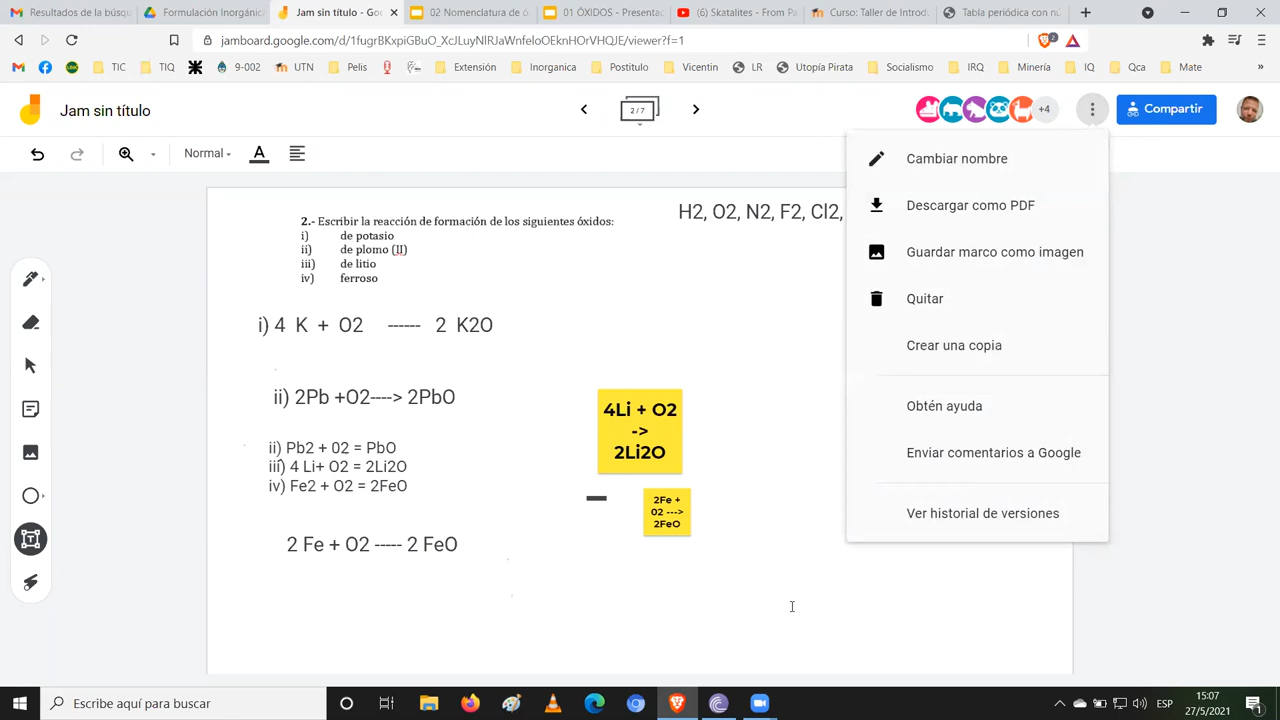 Resultados de la búsqu
Formulación Inorgánic
Jam sin título - Goo
02 Nomenclatura de ó
01 ÓXIDOS - Presentac
(6) Skatalites - From Pa
Curso: Taller de Introdu
Tabla periódica con nú
jamboard.google.com/d/1fugrBKxpiGBuO_XcJLuyNlRJaWnfeloOEknHOrVHQJE/viewer?f=1
2
TIC
TIQ
9-002
UTN
Pelis
Extensión
Inorganica
Postitulo
Vicentin
LR
Utopía Pirata
Socialismo
IRQ
Minería
IQ
Qca
Mate
»
Jam sin título
2/7
+4
Compartir
Normal
A
Cambiar nombre
Descargar como PDF
Guardar marco como imagen
Quitar
Crear una copia
Obtén ayuda
Enviar comentarios a Google
Ver historial de versiones
2.- Escribir la reacción de formación de los siguientes óxidos:
i) de potasio
ii) de plomo (II)
iii) de litio
iv) ferroso
H2, O2, N2, F2, Cl2,
i) 4 K + O2 ------ 2 K2O
ii) 2Pb +O2----> 2PbO
ii) Pb2 + 02 = PbO
iii) 4 Li+ O2 = 2Li2O
iv) Fe2 + O2 = 2FeO
2 Fe + O2 ----- 2 FeO
4Li + O2
->
2Li2O
2Fe +
O2 --->
2FeO
Escribe aquí para buscar
ESP
15:07
27/5/2021
1